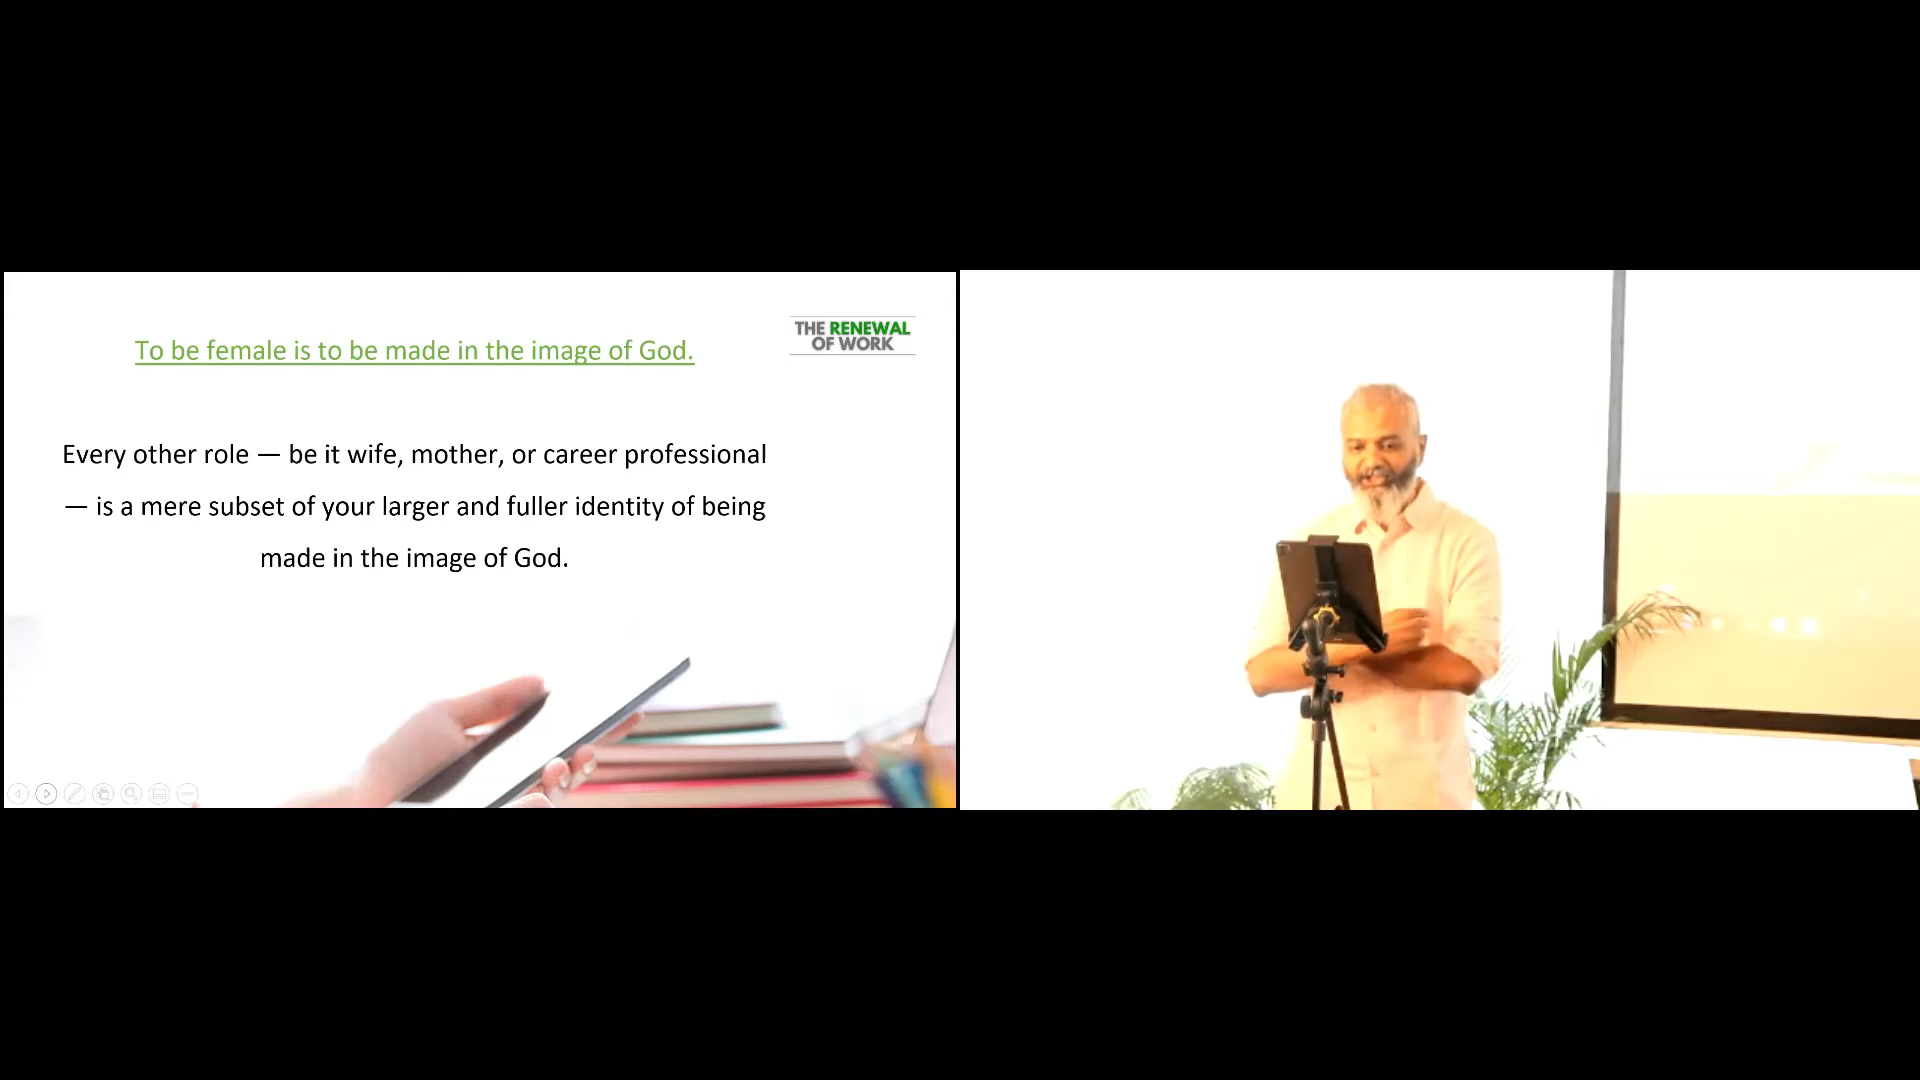 To be female is to be made in the image of God.
THE RENEWAL
OF WORK
Every other role — be it wife, mother, or career professional
— is a mere subset of your larger and fuller identity of being
made in the image of God.